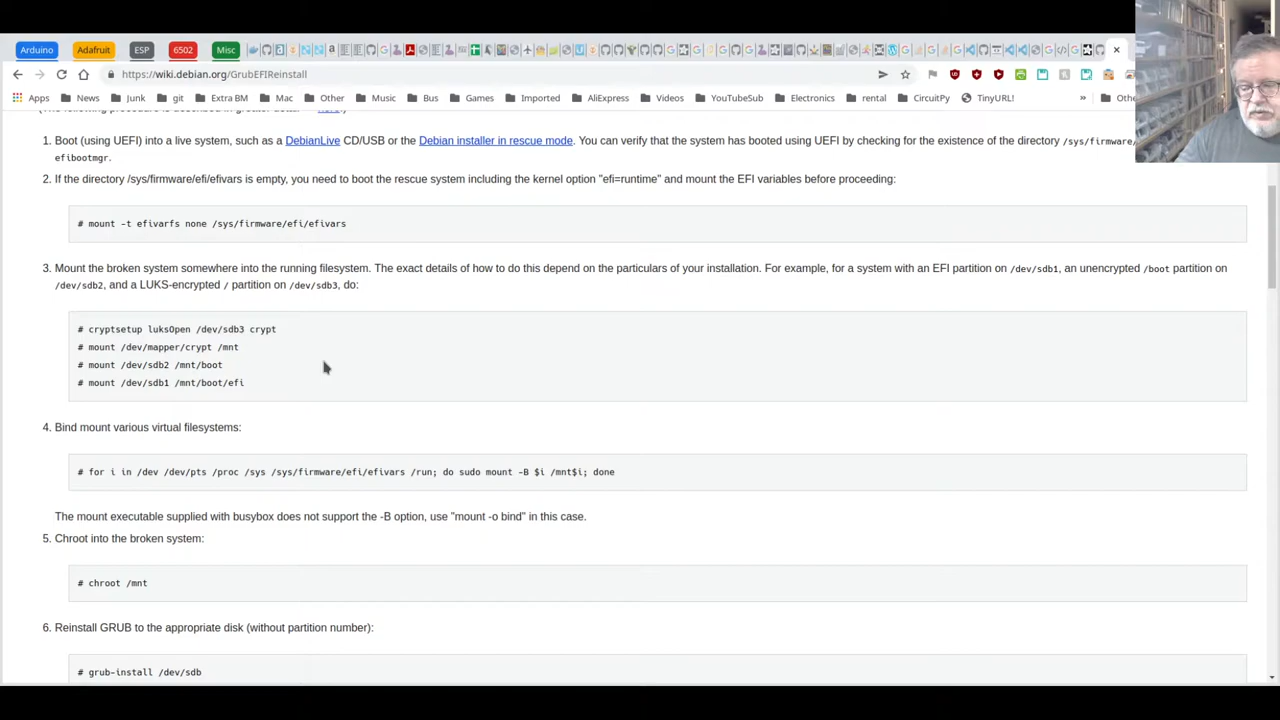 Arduino Adafruit ESP 6502 Misc
https://wiki.debian.org/GrubEFIReinstall
Apps News Junk git Extra BM Mac Other Music Bus Games Imported AliExpress Videos YouTubeSub Electronics rental CircuitPy TinyURL! »
1. Boot (using UEFI) into a live system, such as a DebianLive CD/USB or the Debian installer in rescue mode. You can verify that the system has booted using UEFI by checking for the existence of the directory /sys/firmware/
efibootmgr.
2. If the directory /sys/firmware/efi/efivars is empty, you need to boot the rescue system including the kernel option "efi=runtime" and mount the EFI variables before proceeding:
# mount -t efivarfs none /sys/firmware/efi/efivars
3. Mount the broken system somewhere into the running filesystem. The exact details of how to do this depend on the particulars of your installation. For example, for a system with an EFI partition on /dev/sdb1, an unencrypted /boot partition on
/dev/sdb2, and a LUKS-encrypted / partition on /dev/sdb3, do:
# cryptsetup luksOpen /dev/sdb3 crypt
# mount /dev/mapper/crypt /mnt
# mount /dev/sdb2 /mnt/boot
# mount /dev/sdb1 /mnt/boot/efi
4. Bind mount various virtual filesystems:
# for i in /dev /dev/pts /proc /sys /sys/firmware/efi/efivars /run; do sudo mount -B $i /mnt$i; done
The mount executable supplied with busybox does not support the -B option, use "mount -o bind" in this case.
5. Chroot into the broken system:
# chroot /mnt
6. Reinstall GRUB to the appropriate disk (without partition number):
# grub-install /dev/sdb